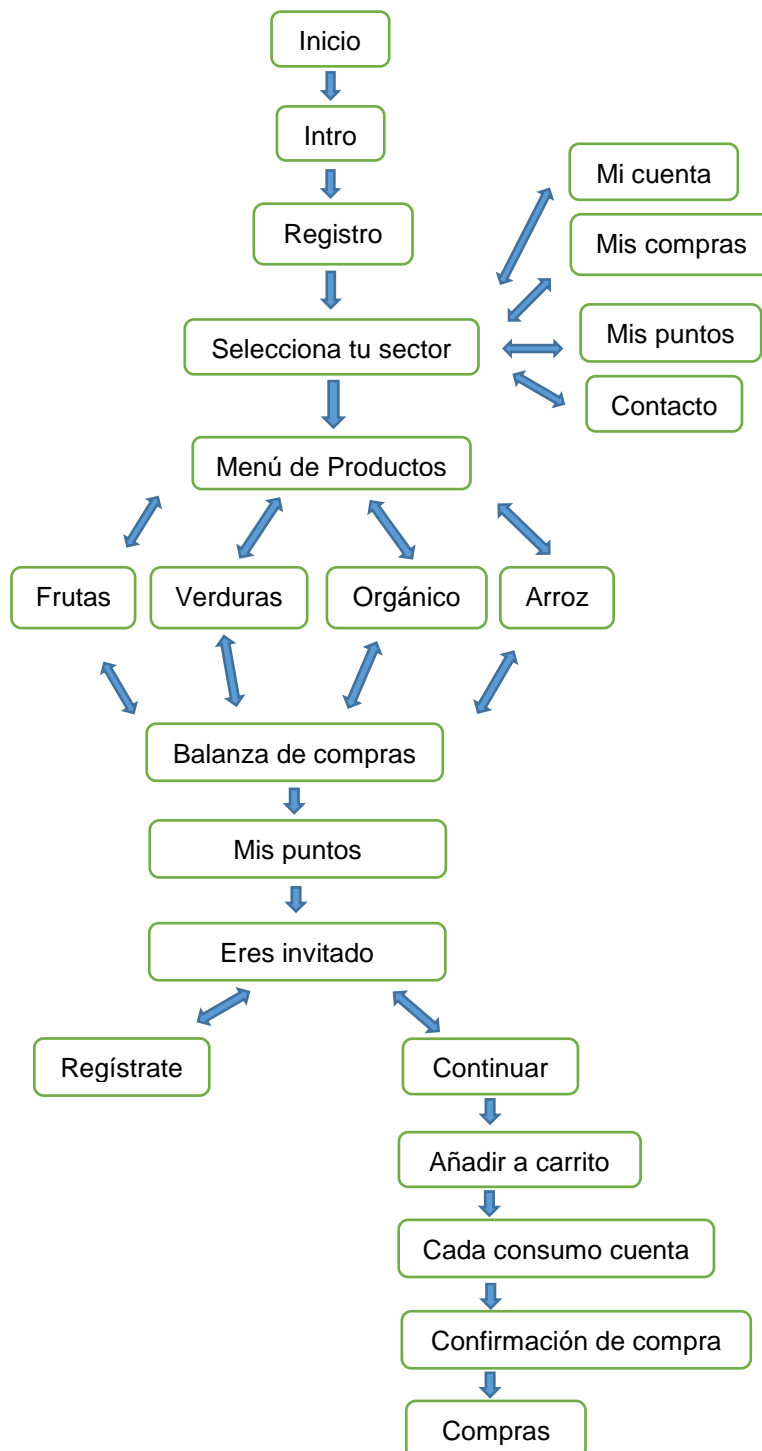 Inicio
Intro
Mi cuenta
Registro
Mis compras
Selecciona tu sector
Mis puntos
Contacto
Menú de Productos
Frutas
Verduras
Orgánico
Arroz
Balanza de compras
Mis puntos
Eres invitado
Regístrate
Continuar
Añadir a carrito
Cada consumo cuenta
Confirmación de compra
Compras